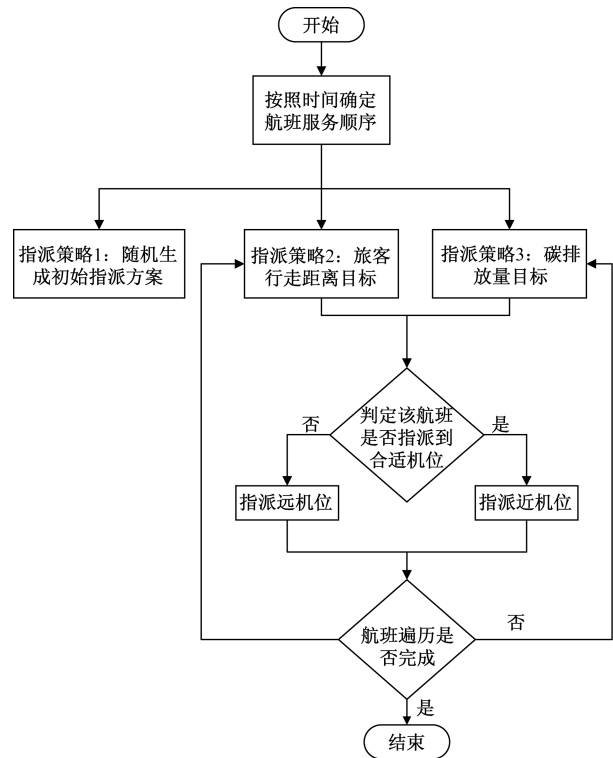 开始
按照时间确定
航班服务顺序
指派策略1：随机生
成初始指派方案
指派策略2：旅客
行走距离目标
指派策略3：碳排
放量目标
判定该航班
是否指派到
合适机位
否
是
指派远机位
指派近机位
航班遍历是
否完成
否
是
结束